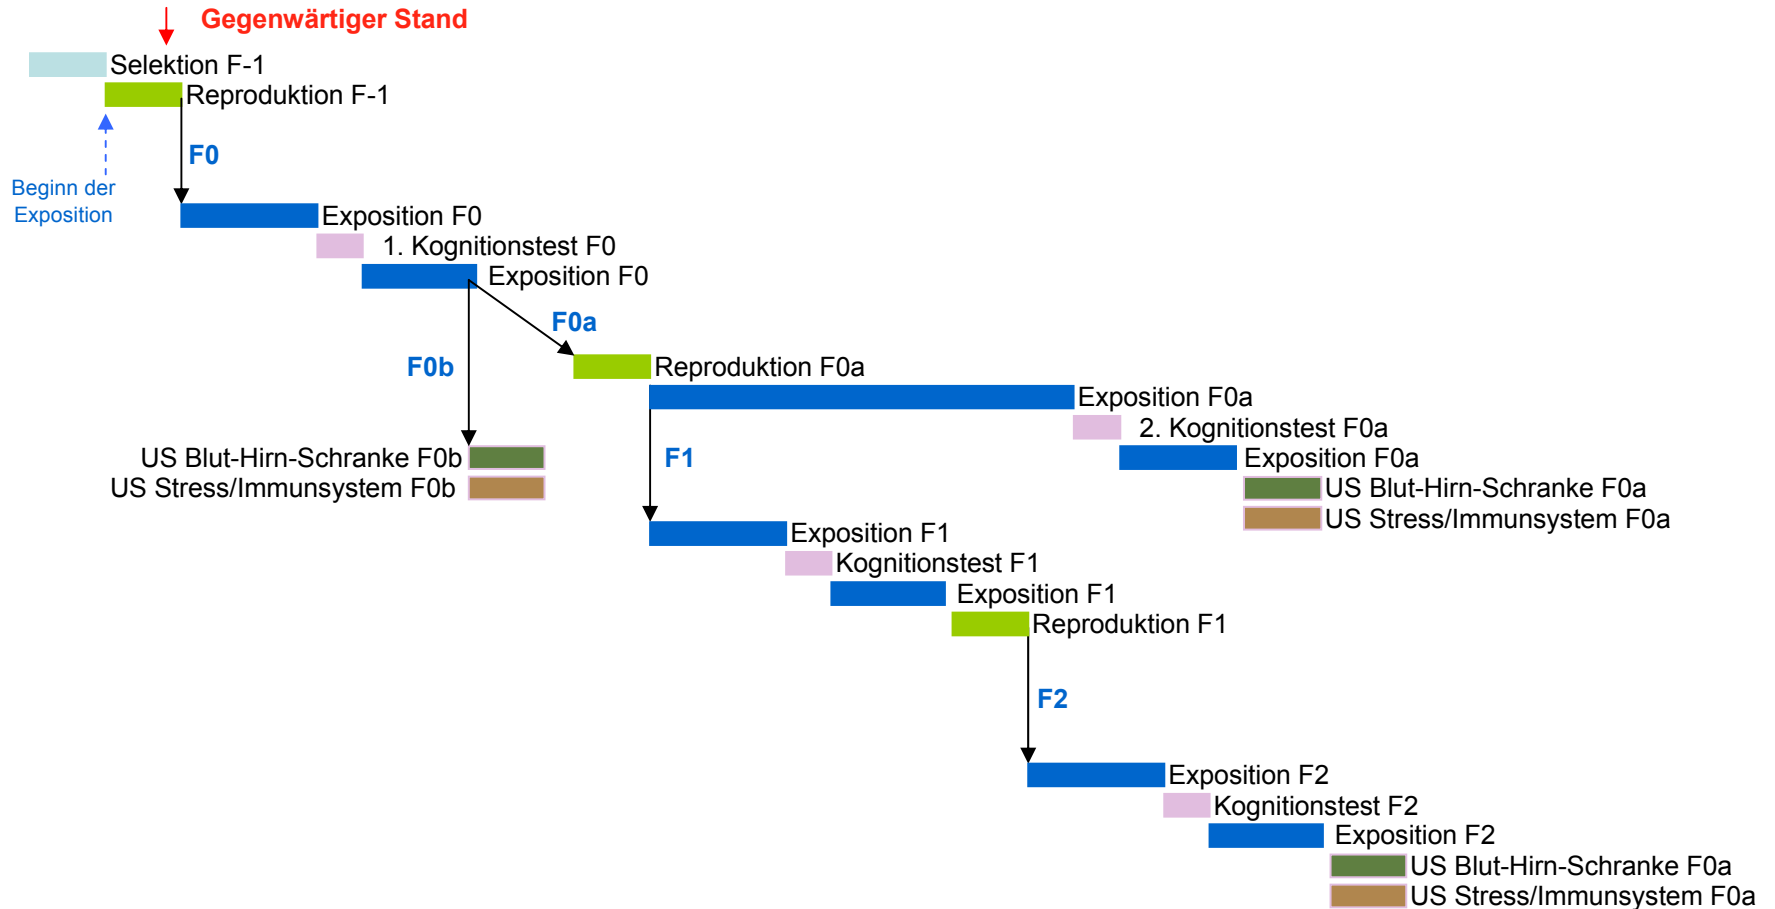 Gegenwärtiger Stand
Selektion F-1
Reproduktion F-1
F0
Beginn der
Exposition
Exposition F0
1. Kognitionstest F0
Exposition F0
F0a
F0b
Reproduktion F0a
Exposition F0a
2. Kognitionstest F0a
US Blut-Hirn-Schranke F0b
F1
Exposition F0a
US Stress/Immunsystem F0b
US Blut-Hirn-Schranke F0a
US Stress/Immunsystem F0a
Exposition F1
Kognitionstest F1
Exposition F1
Reproduktion F1
F2
Exposition F2
Kognitionstest F2
Exposition F2
US Blut-Hirn-Schranke F0a
US Stress/Immunsystem F0a